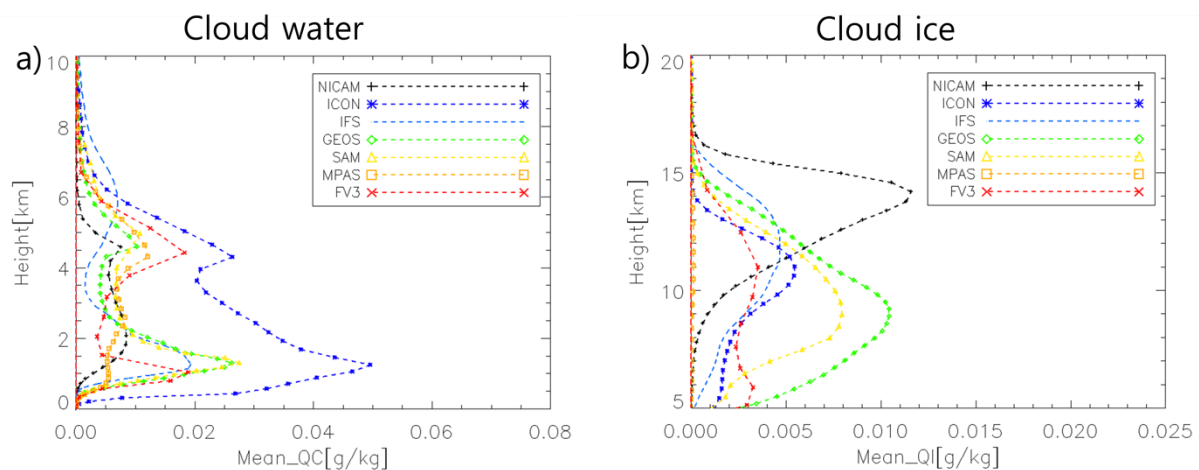 Cloud water
Cloud ice
a)
10
8
6
4
2
0
Height[km]
NICAM
ICON
IFS
GEOS
SAM
MPAS
FV3
0.00
0.02
0.04
0.06
0.08
Mean_QC[g/kg]
b)
20
15
10
5
Height[km]
NICAM
ICON
IFS
GEOS
SAM
MPAS
FV3
0.000
0.005
0.010
0.015
0.020
0.025
Mean_QI[g/kg]